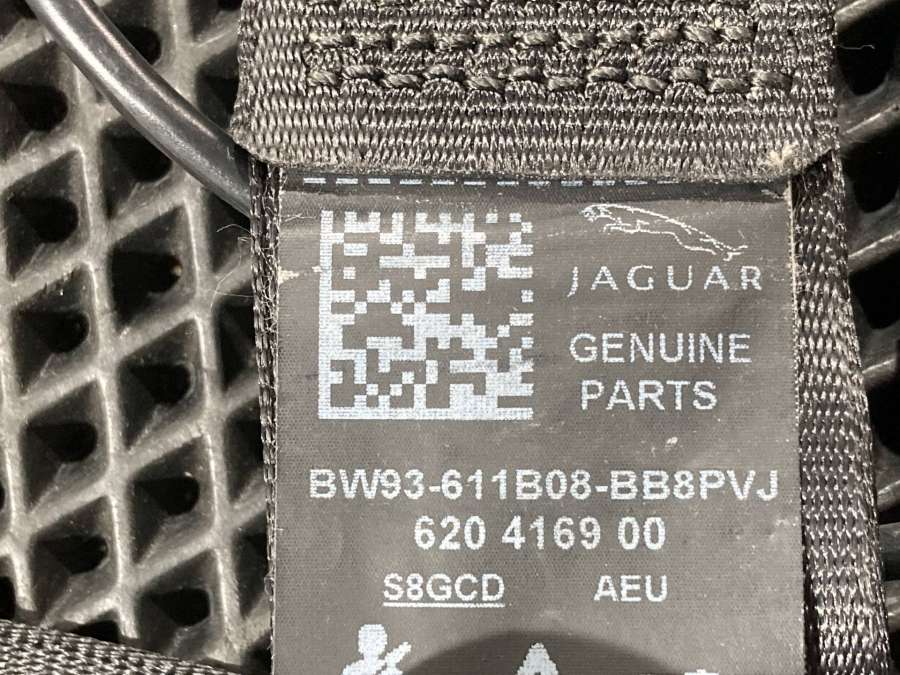 JAGUAR
GENUINE
PARTS
BW93-611B08-BB8PVJ
620 4169 00
S8GCD AEU